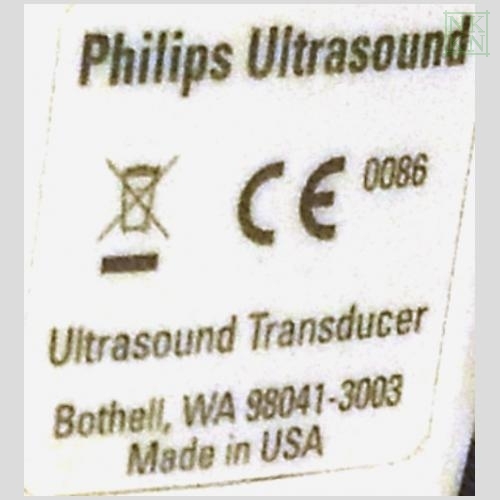 Philips Ultrasound
CE 0086
Ultrasound Transducer
Bothell, WA 98041-3003
Made in USA